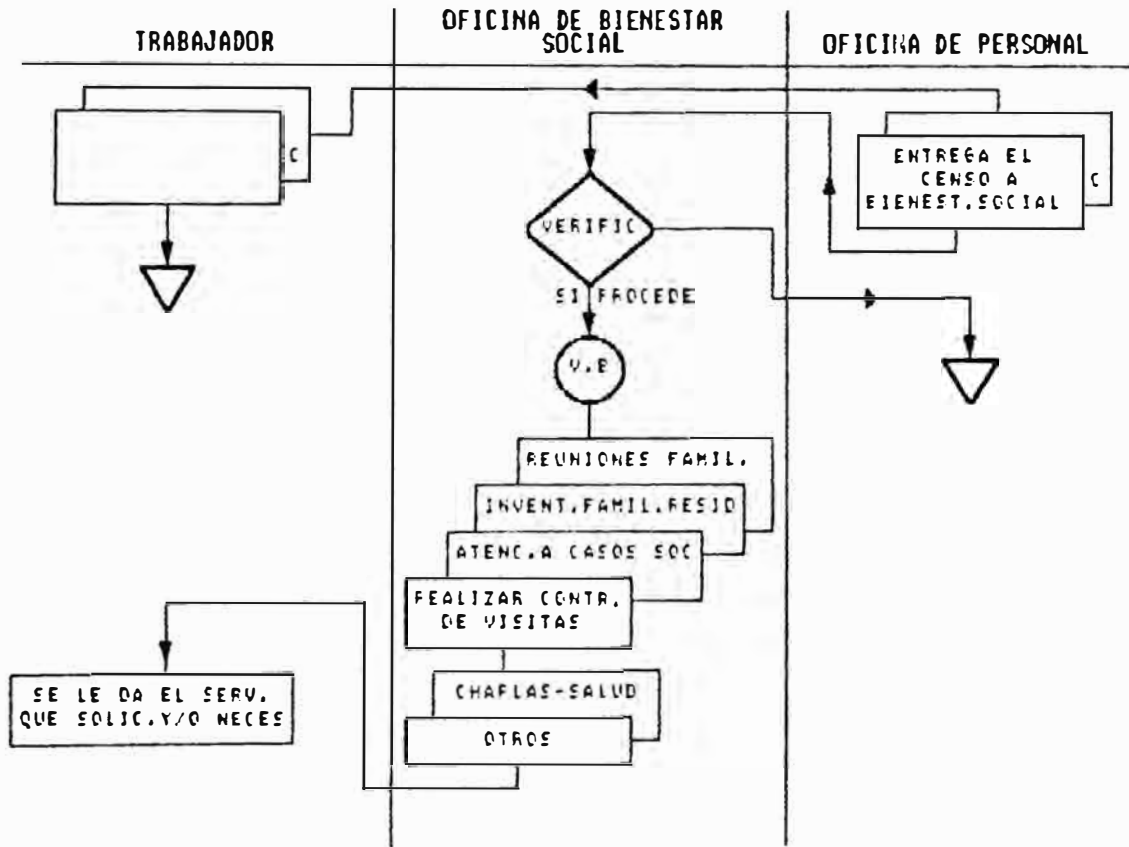 TRABAJADOR
OFICINA DE BIENESTAR
SOCIAL
OFICINA DE PERSONAL
C
ENTREGA EL
CENSO A
BIENEST.SOCIAL
C
VERIFIC
SI PROCEDE
V.B
REUNIONES FAMIL.
INVENT.FAMIL.RESID
ATENC.A CASOS SOC
REALIZAR CONTR.
DE VISITAS
CHARLAS-SALUD
OTROS
SE LE DA EL SERV.
QUE SOLIC.Y/O NECES